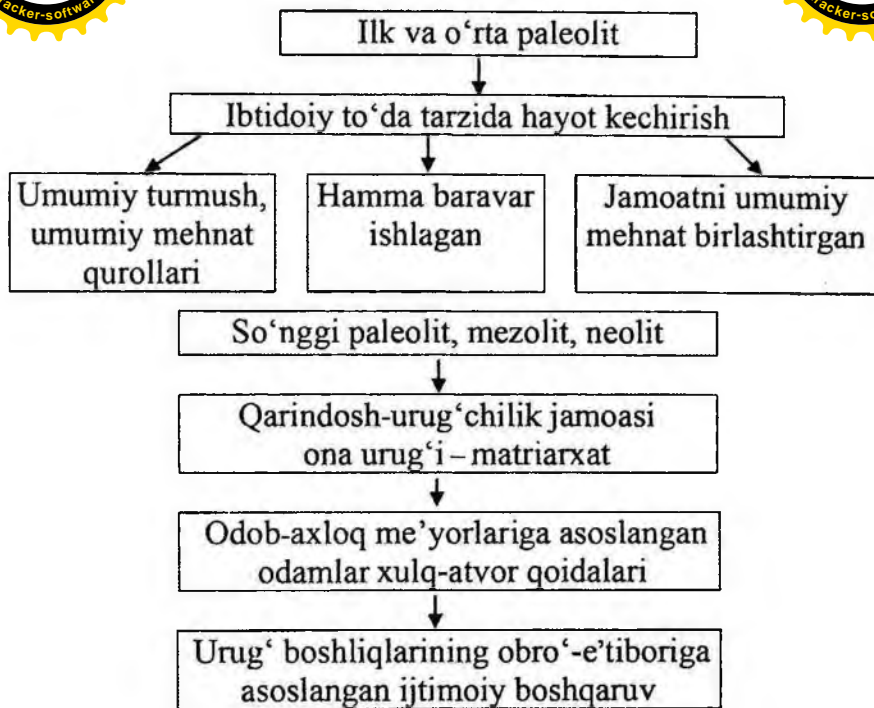 acker-software
Ilk va o‘rta paleolit
Ibtidoiy to‘da tarzida hayot kechirish
Umumiy turmush,
umumiy mehnat
qurollari
Hamma baravar
ishlagan
Jamoatni umumiy
mehnat birlashtirgan
So‘nggi paleolit, mezolit, neolit
Qarindosh-urug‘chilik jamoasi
ona urug‘i – matriarxat
Odob-axloq me’yorlariga asoslangan
odamlar xulq-atvor qoidalari
Urug‘ boshliqlarining obro‘-e’tiboriga
asoslangan ijtimoiy boshqaruv